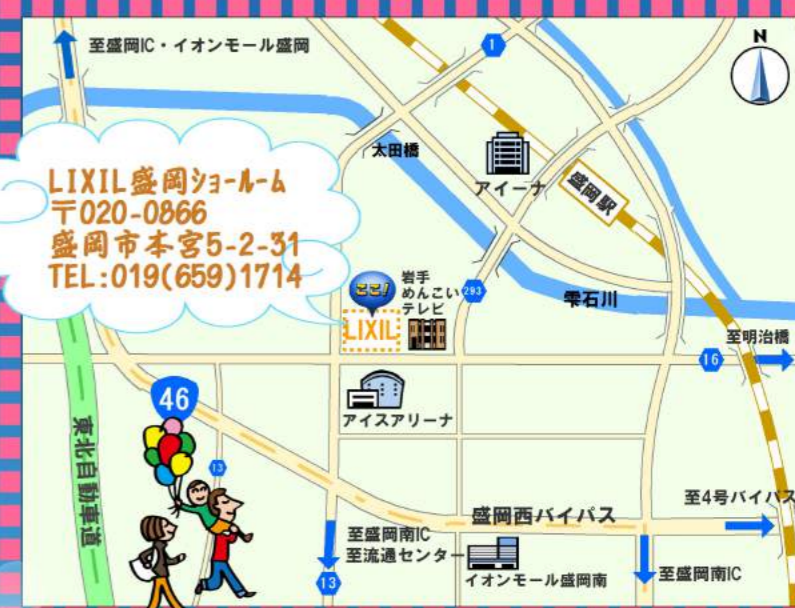 至盛岡IC・イオンモール盛岡
1
N
太田橋
アイーナ
盛岡駅
LIXIL盛岡ショールーム
〒020-0866
盛岡市本宮5-2-31
TEL:019(659)1714
ここ!
岩手
めんこい
テレビ
293
雫石川
LIXIL
至明治橋
16
46
アイスアリーナ
東北自動車道
13
至4号バイパス
盛岡西バイパス
至盛岡南IC
至流通センター
13
イオンモール盛岡南
至盛岡南IC